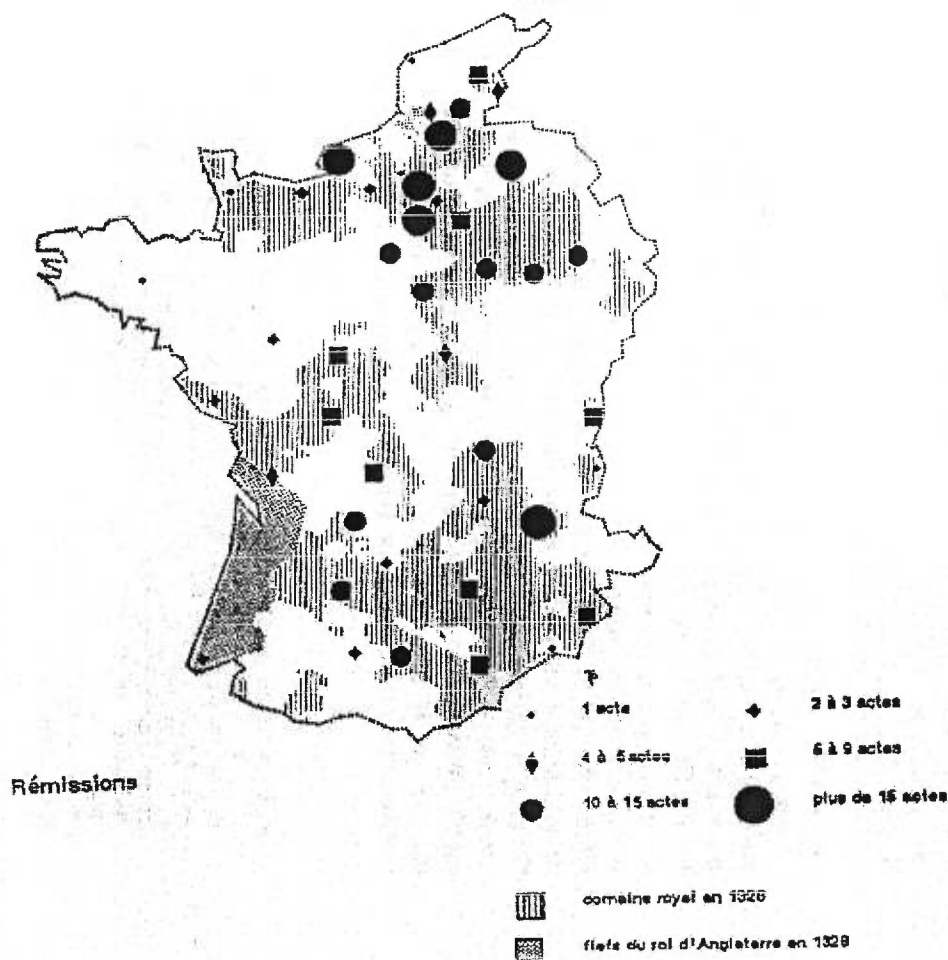 1 acte
2 à 3 actes
4 à 5 actes
6 à 9 actes
Rémissions
10 à 15 actes
plus de 15 actes
domaine royal en 1328
fiefs du roi d'Angleterre en 1328